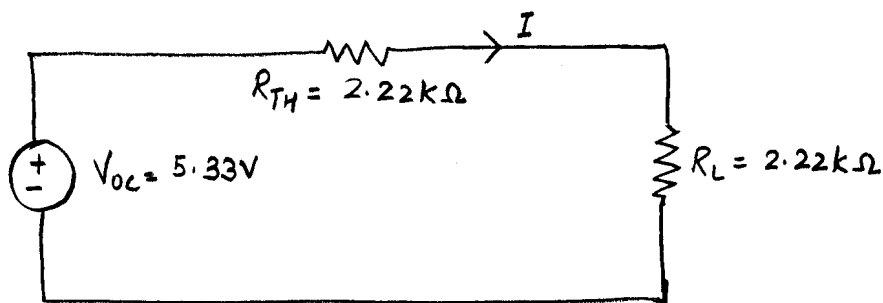 I
R_TH = 2.22kΩ
+
-
V_OC = 5.33V
R_L = 2.22kΩ